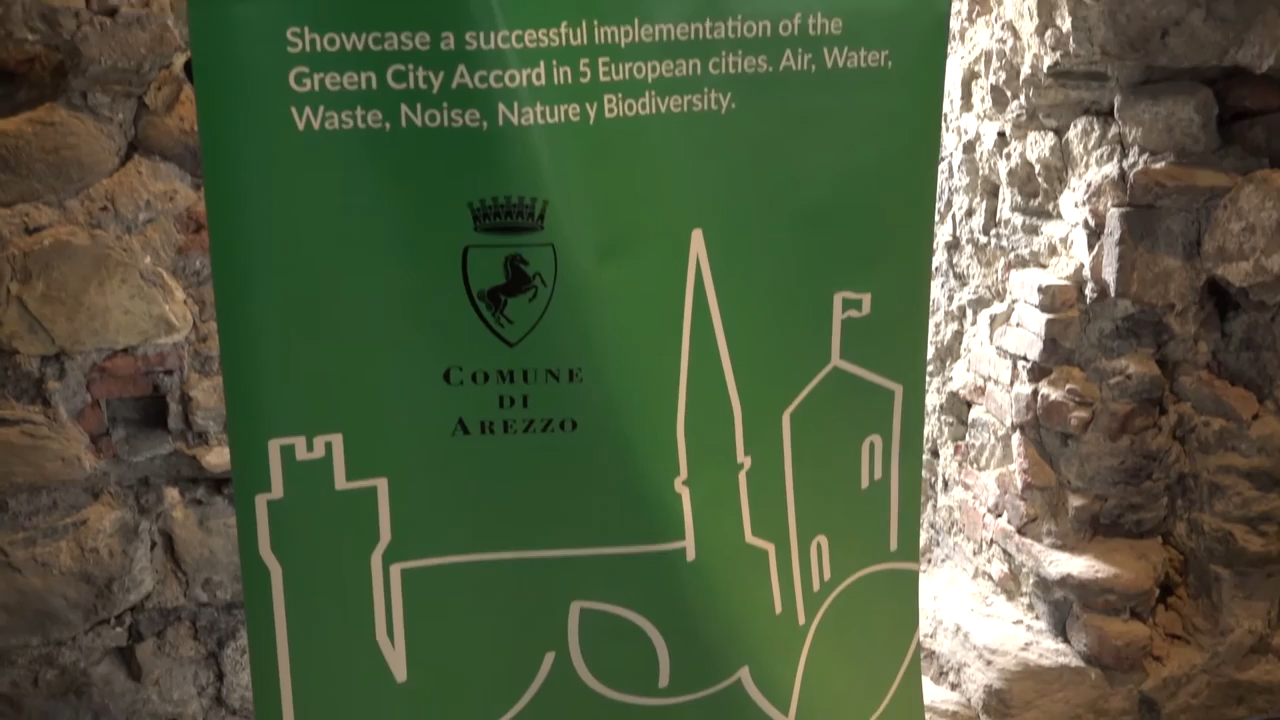 Showcase a successful implementation of the
Green City Accord in 5 European cities. Air, Water,
Waste, Noise, Nature y Biodiversity.
COMUNE
DI
AREZZO